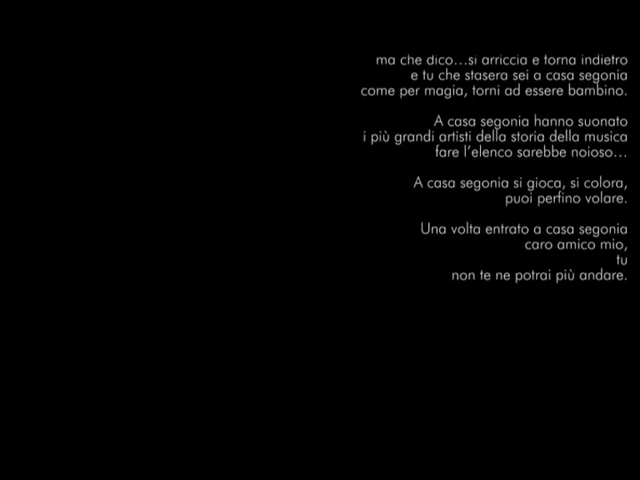 ma che dico...si arriccia e torna indietro
e tu che stasera sei a casa segonia
come per magia, torni ad essere bambino.
A casa segonia hanno suonato
i più grandi artisti della storia della musica
fare l'elenco sarebbe noioso...
A casa segonia si gioca, si colora,
puoi perfino volare.
Una volta entrato a casa segonia
caro amico mio,
tu
non te ne potrai più andare.